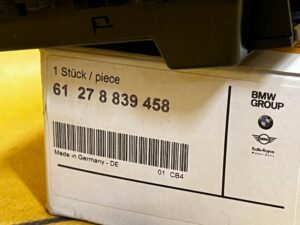 1 Stück / piece
61 27 8 839 458
BMW
GROUP
Made in Germany - DE
01 CB4